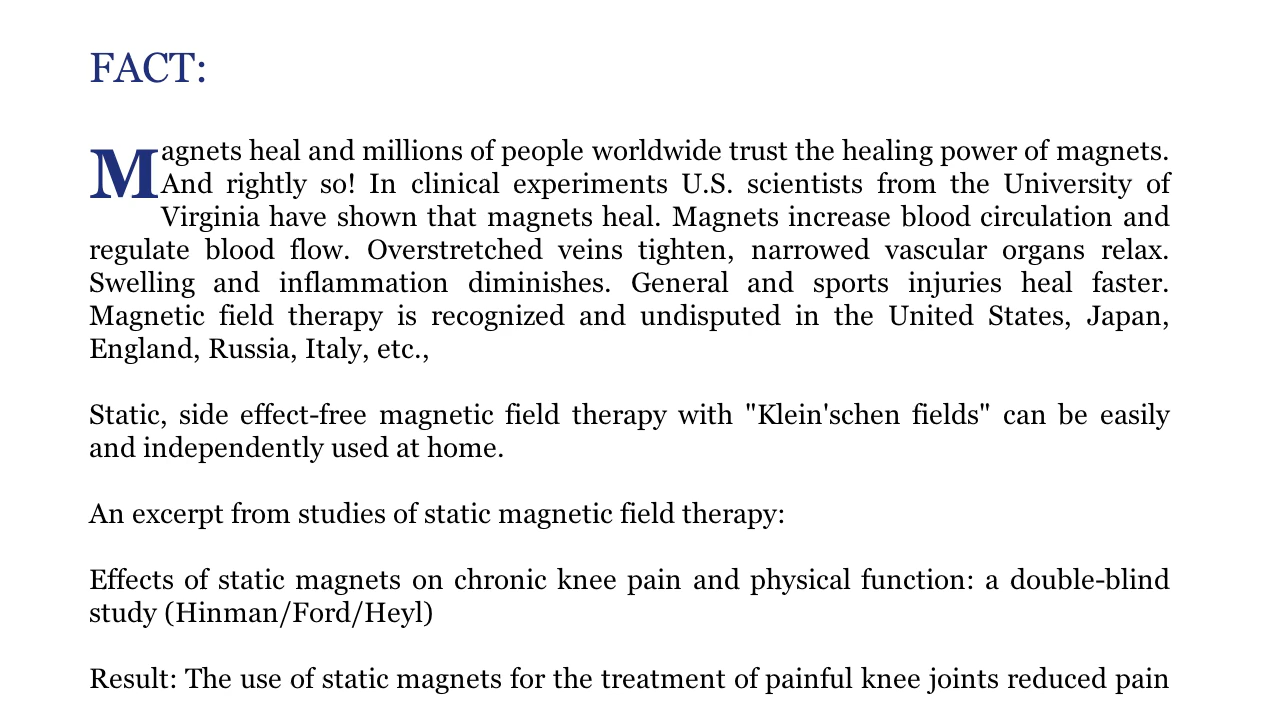 FACT:
Magnets heal and millions of people worldwide trust the healing power of magnets.
And rightly so! In clinical experiments U.S. scientists from the University of
Virginia have shown that magnets heal. Magnets increase blood circulation and
regulate blood flow. Overstretched veins tighten, narrowed vascular organs relax.
Swelling and inflammation diminishes. General and sports injuries heal faster.
Magnetic field therapy is recognized and undisputed in the United States, Japan,
England, Russia, Italy, etc.,
Static, side effect-free magnetic field therapy with "Klein'schen fields" can be easily
and independently used at home.
An excerpt from studies of static magnetic field therapy:
Effects of static magnets on chronic knee pain and physical function: a double-blind
study (Hinman/Ford/Heyl)
Result: The use of static magnets for the treatment of painful knee joints reduced pain